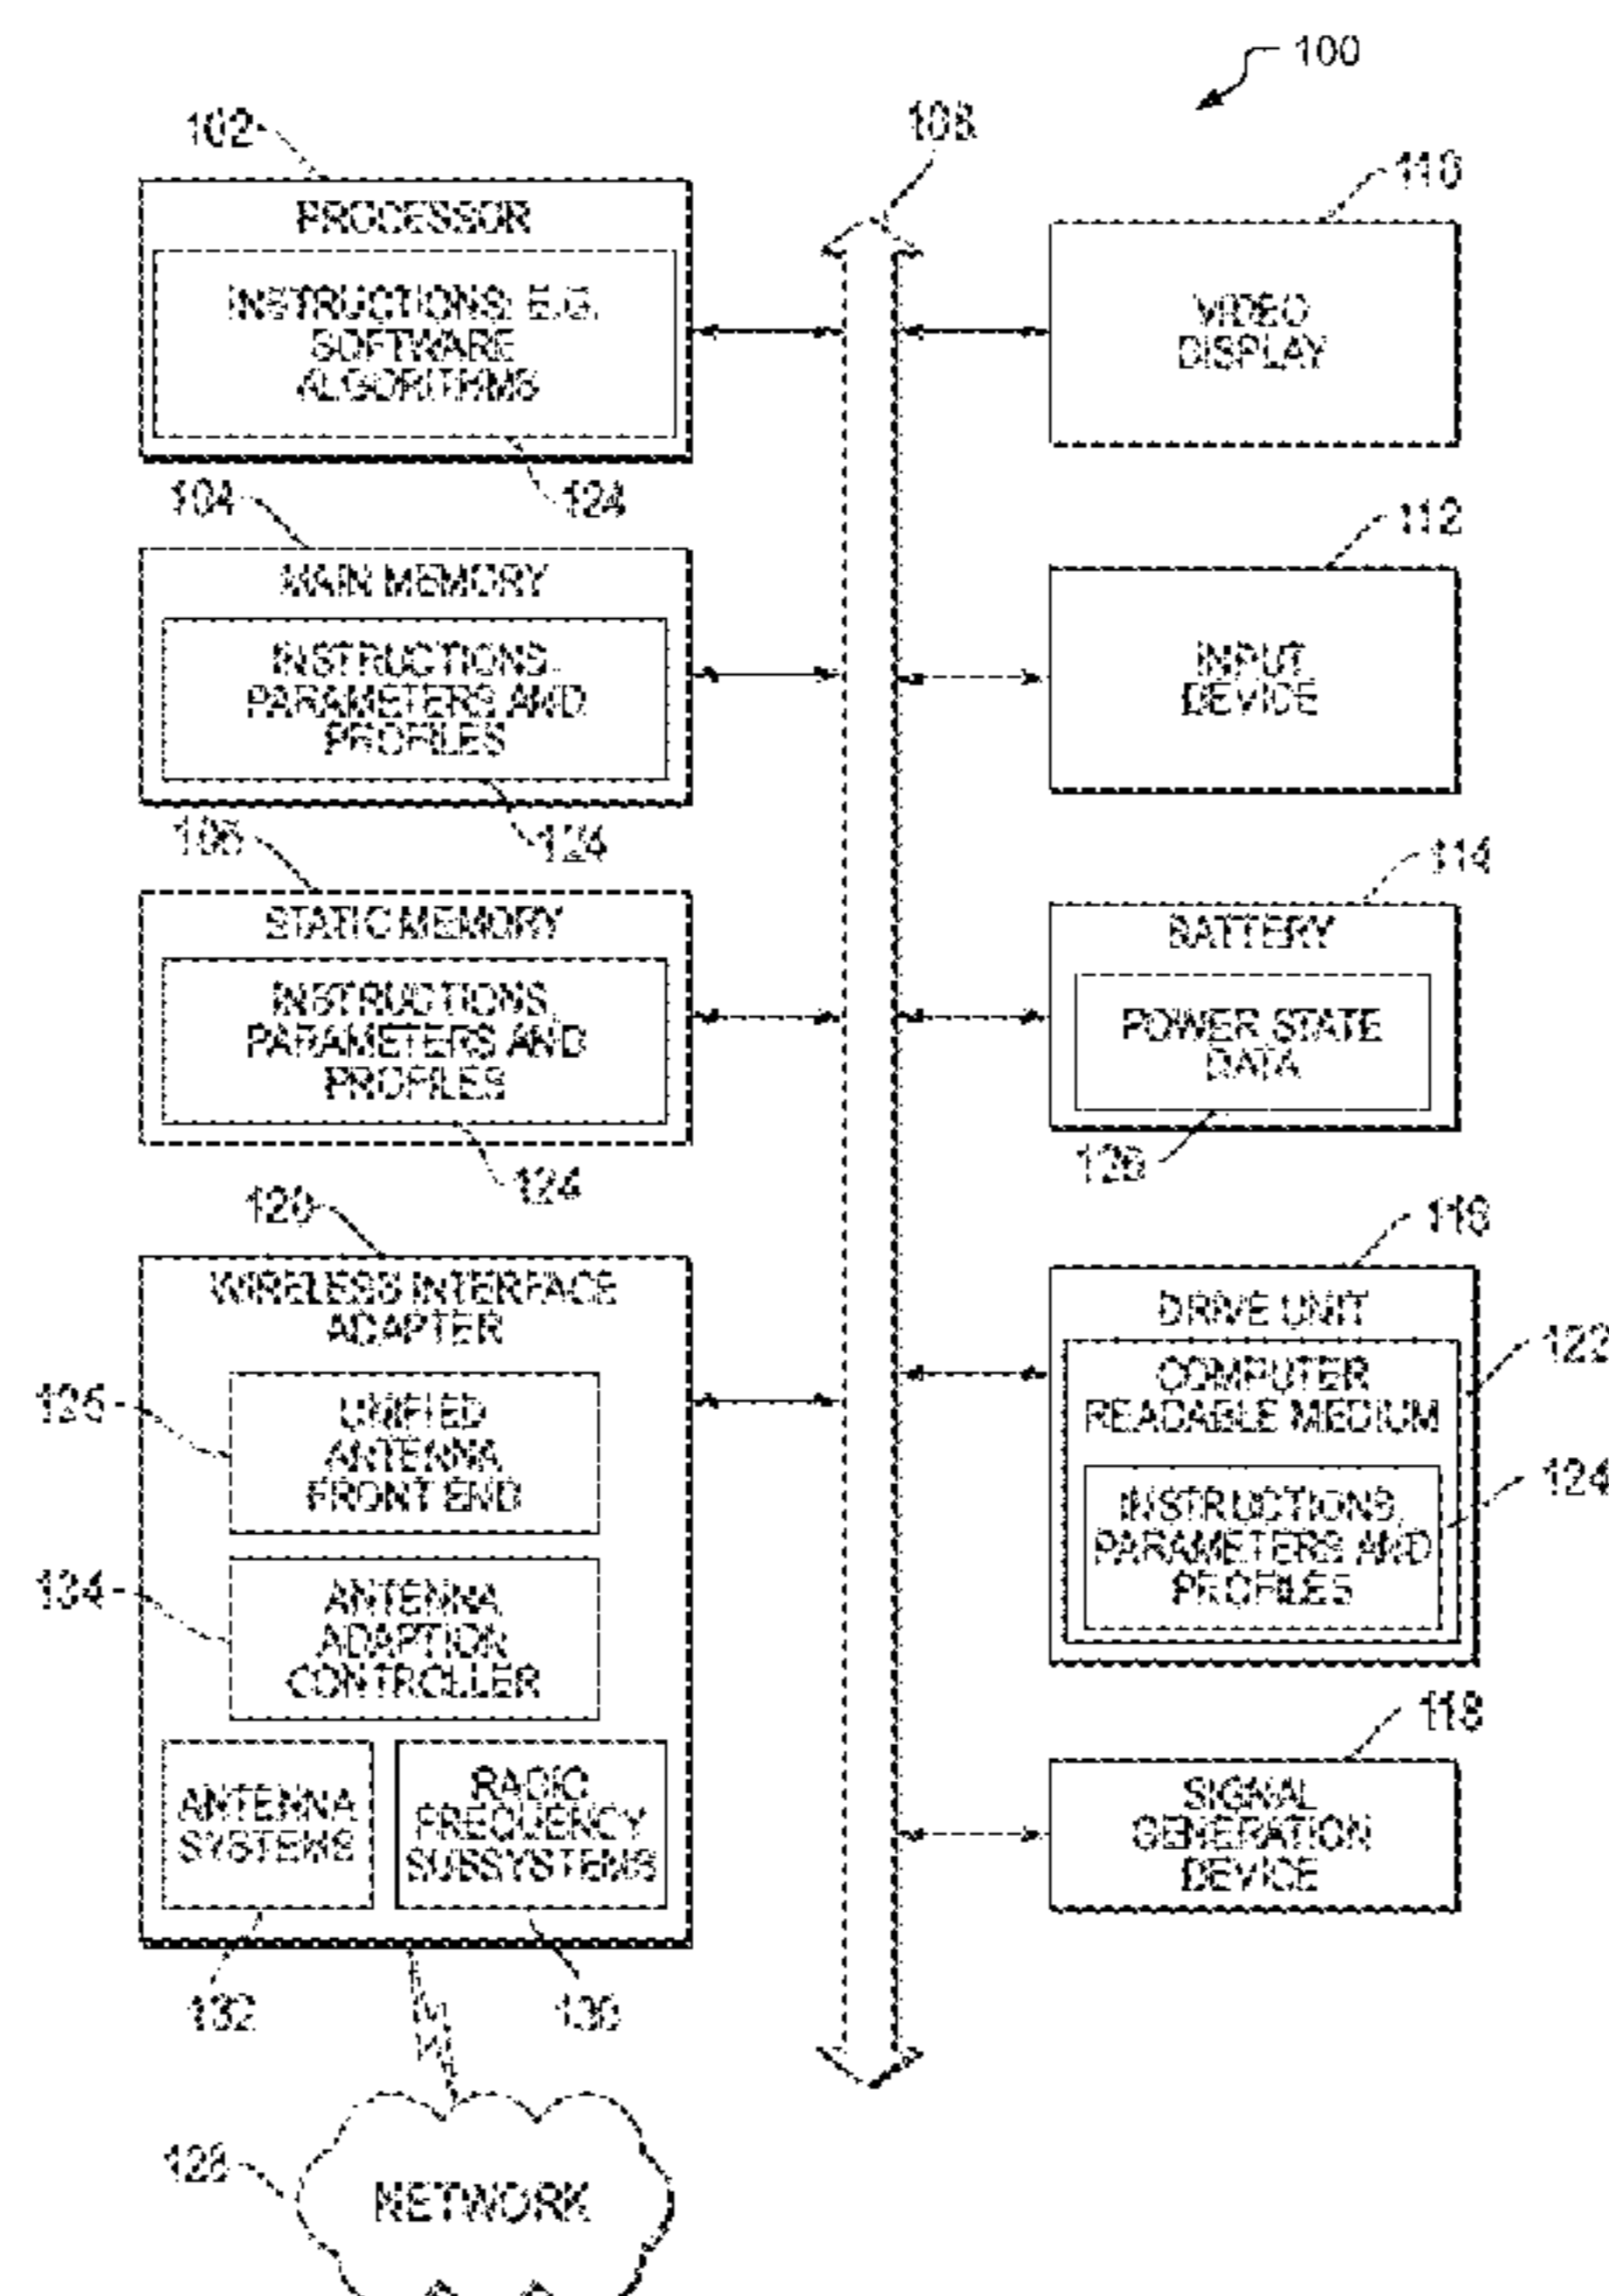 100
102
108
110
PROCESSOR
INSTRUCTIONS, E.G.
SOFTWARE
ALGORITHMS
124
VIDEO
DISPLAY
104
MAIN MEMORY
INSTRUCTIONS,
PARAMETERS AND
PROFILES
124
112
INPUT
DEVICE
106
STATIC MEMORY
INSTRUCTIONS,
PARAMETERS AND
PROFILES
124
114
BATTERY
POWER STATE
DATA
126
120
WIRELESS INTERFACE
ADAPTER
UNIFIED
ANTENNA
FRONT END
ANTENNA
ADAPTION
CONTROLLER
134
ANTENNA
SYSTEMS
RADIO
FREQUENCY
SUBSYSTEMS
132
130
116
DRIVE UNIT
COMPUTER
READABLE MEDIUM
122
INSTRUCTIONS,
PARAMETERS AND
PROFILES
124
118
SIGNAL
GENERATION
DEVICE
128
NETWORK